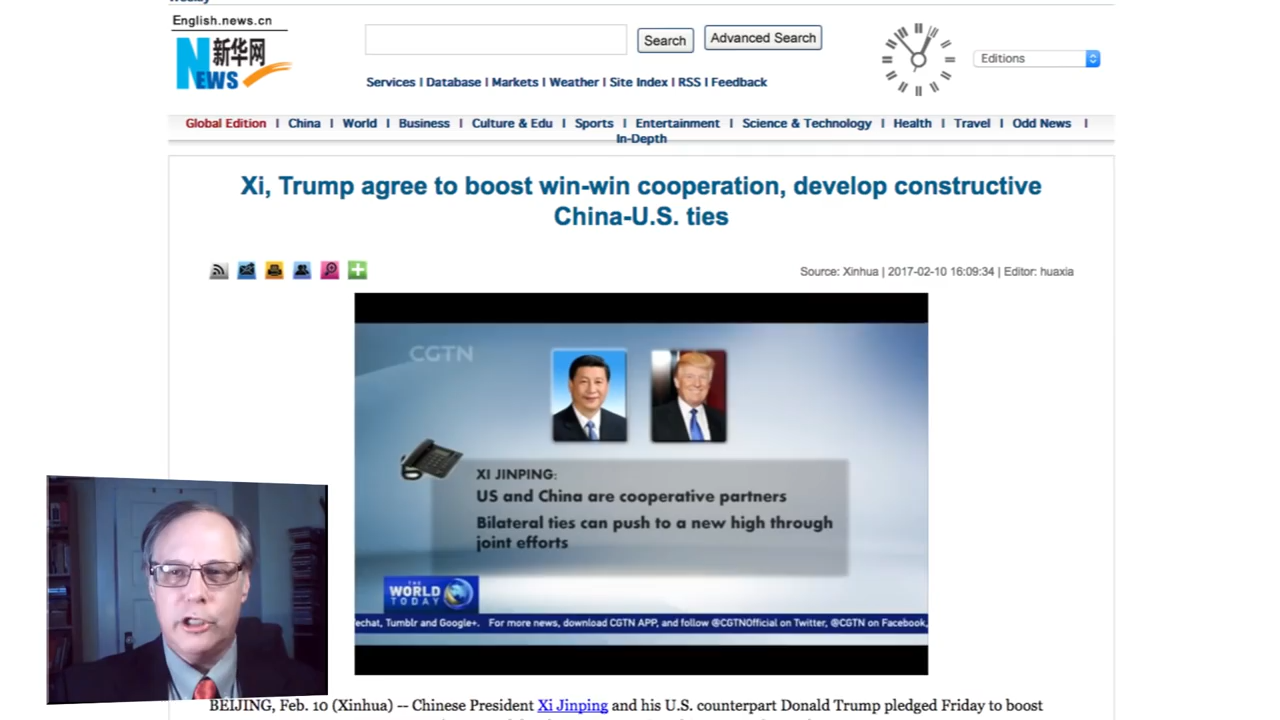 English.news.cn
新华网
NEWS
Search
Advanced Search
Editions
Services | Database | Markets | Weather | Site Index | RSS | Feedback
Global Edition | China | World | Business | Culture & Edu | Sports | Entertainment | Science & Technology | Health | Travel | Odd News |
In-Depth
Xi, Trump agree to boost win-win cooperation, develop constructive
China-U.S. ties
Source: Xinhua | 2017-02-10 16:09:34 | Editor: huaxia
CGTN
XI JINPING:
US and China are cooperative partners
Bilateral ties can push to a new high through
joint efforts
THE
WORLD
TODAY
echat, Tumblr and Google+. For more news, download CGTN APP, and follow @CGTNOfficial on Twitter, @CGTN on Facebook,
BEIJING, Feb. 10 (Xinhua) -- Chinese President Xi Jinping and his U.S. counterpart Donald Trump pledged Friday to boost